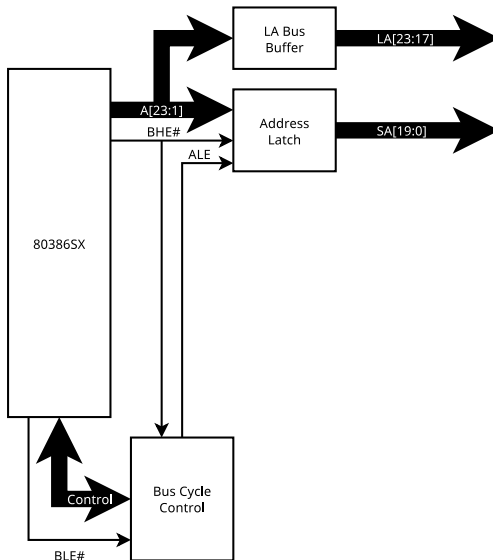 LA Bus
Buffer
LA[23:17]
A[23:1]
BHE#
Address
Latch
SA[19:0]
ALE
80386SX
Control
Bus Cycle
Control
BLE#